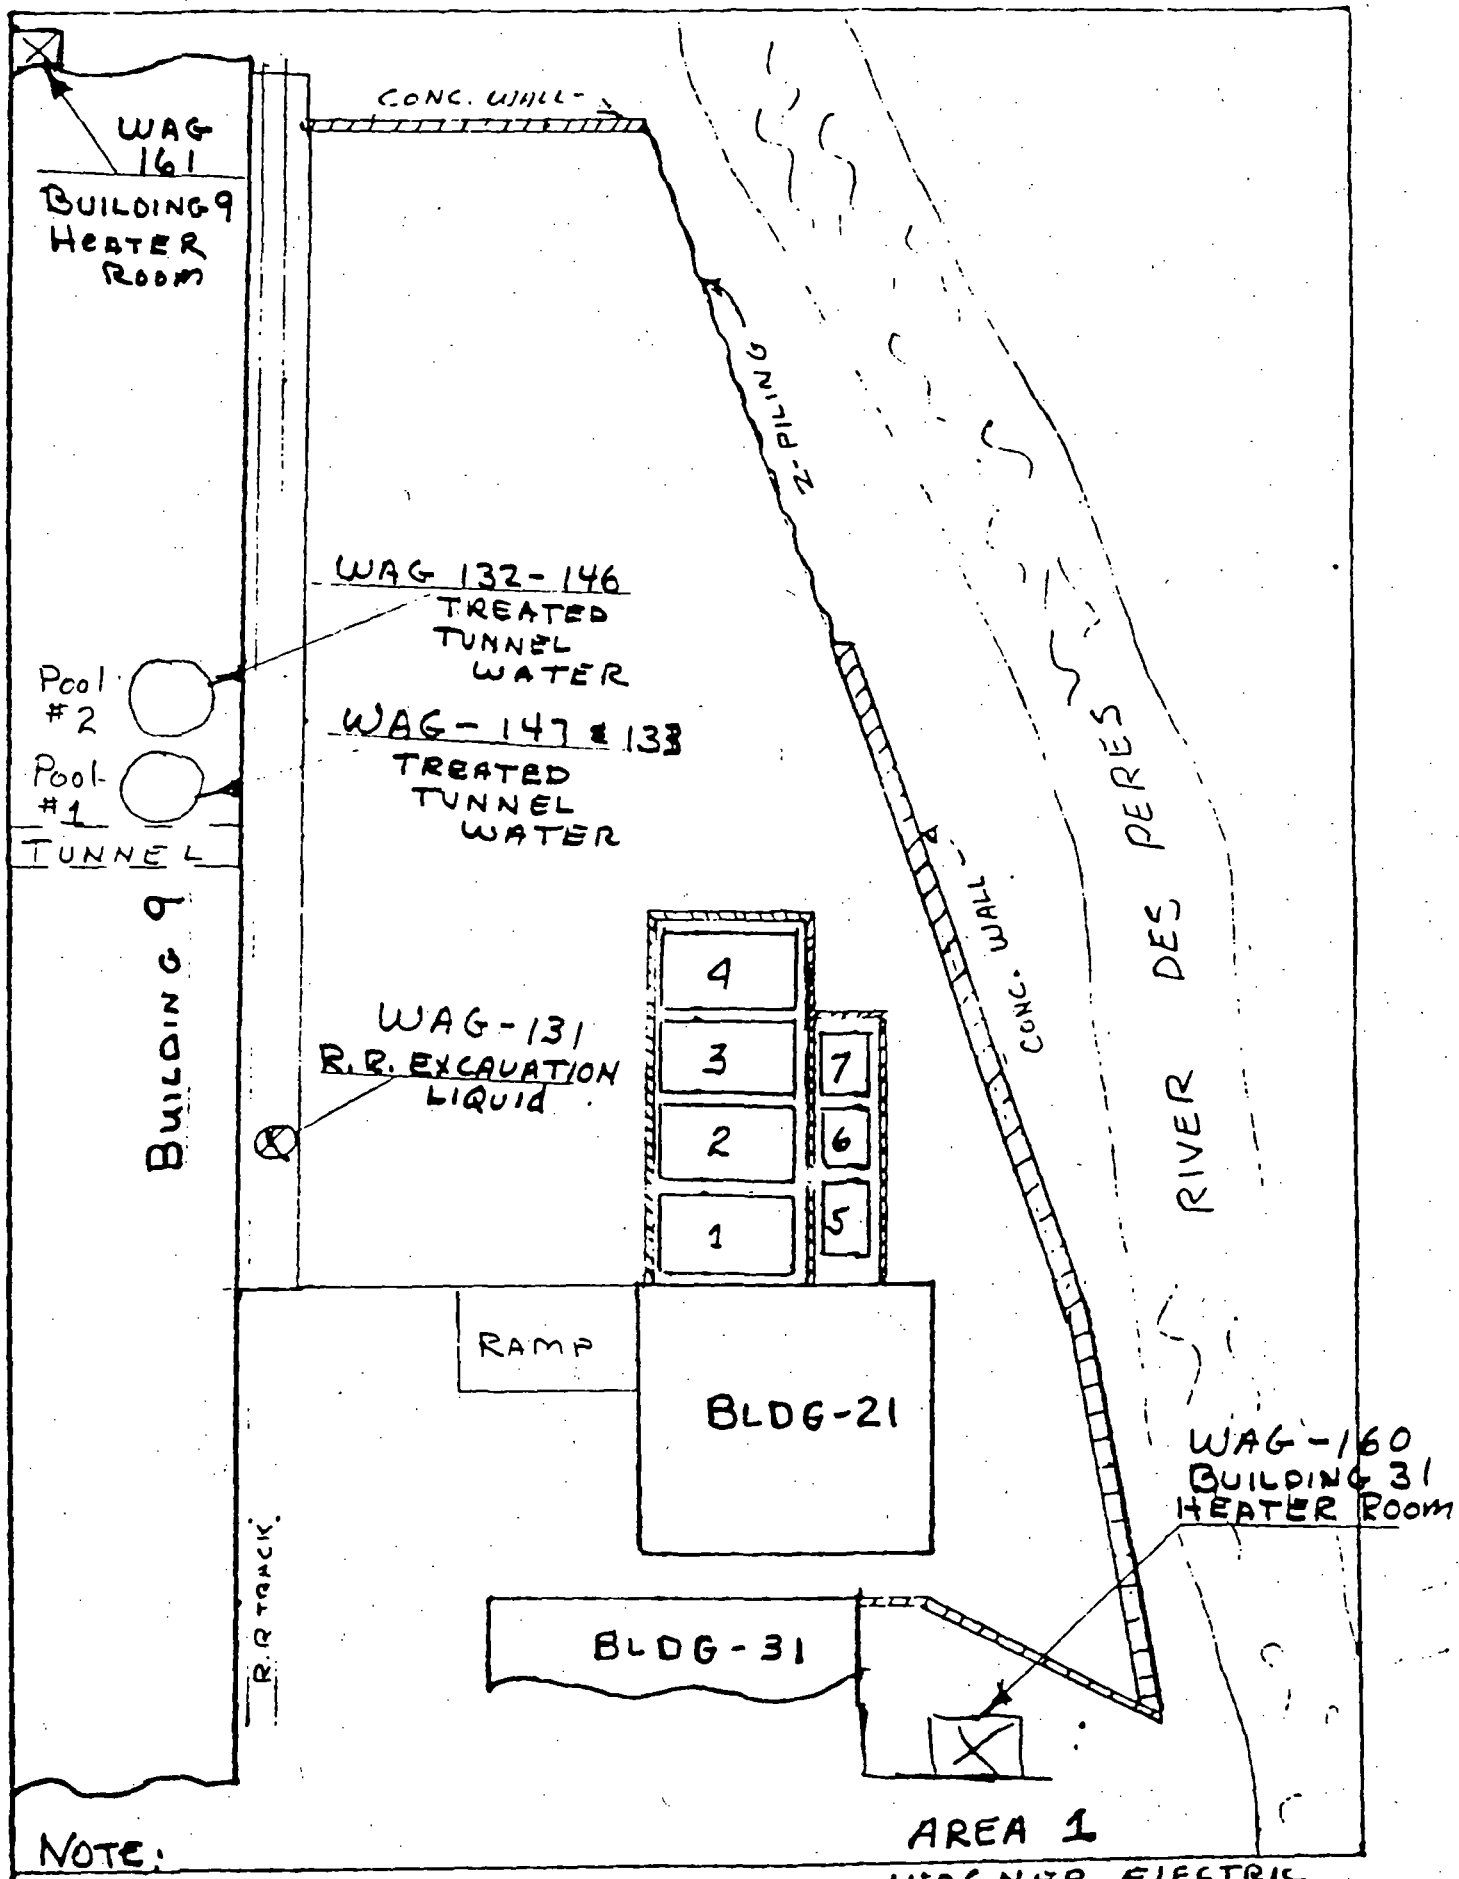 CONC. WALL
WAG
161
BUILDING 9
HEATER
ROOM
Z-PILING
WAG 132-146
TREATED
TUNNEL
WATER
Pool
#2
WAG-147 & 133
TREATED
TUNNEL
WATER
Pool
#1
TUNNEL
BUILDING 9
RIVER DES PERES
CONC. WALL
4
3
2
1
7
6
5
WAG-131
R.R. EXCAVATION
LIQUID
RAMP
BLDG-21
WAG-160
BUILDING 31
HEATER ROOM
R.R TRACK
BLDG-31
AREA 1
NOTE:
WAGNER ELECTRIC